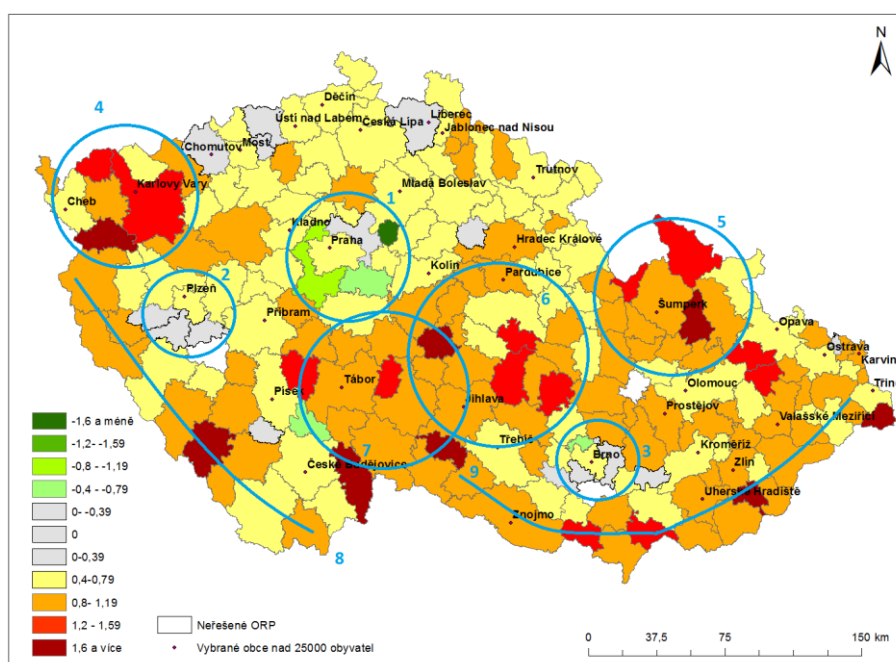 N
4
Děčín
Ústí nad Labem
Česká Lípa
Liberec
Jablonec nad Nisou
Chomutov
Most
Karlovy Vary
Cheb
Trutnov
Mladá Boleslav
1
5
Kladno
Praha
Hradec Králové
2
Kolín
Pardubice
6
Plzeň
Příbram
Šumperk
Opava
Ostrava
Karviná
Olomouc
Písek
Tábor
Jihlava
Prostějov
Valašské Meziříčí
7
Třebíč
3
Kroměříž
Brno
Zlín
České Budějovice
9
Uherské Hradiště
Znojmo
8
-1,6 a méně
-1,2 - -1,59
-0,8 - -1,19
-0,4 - -0,79
0- -0,39
0
0-0,39
0,4-0,79
0,8- 1,19
1,2 - 1,59
1,6 a více
Neřešené ORP
Vybrané obce nad 25000 obyvatel
0 37,5 75 150 km